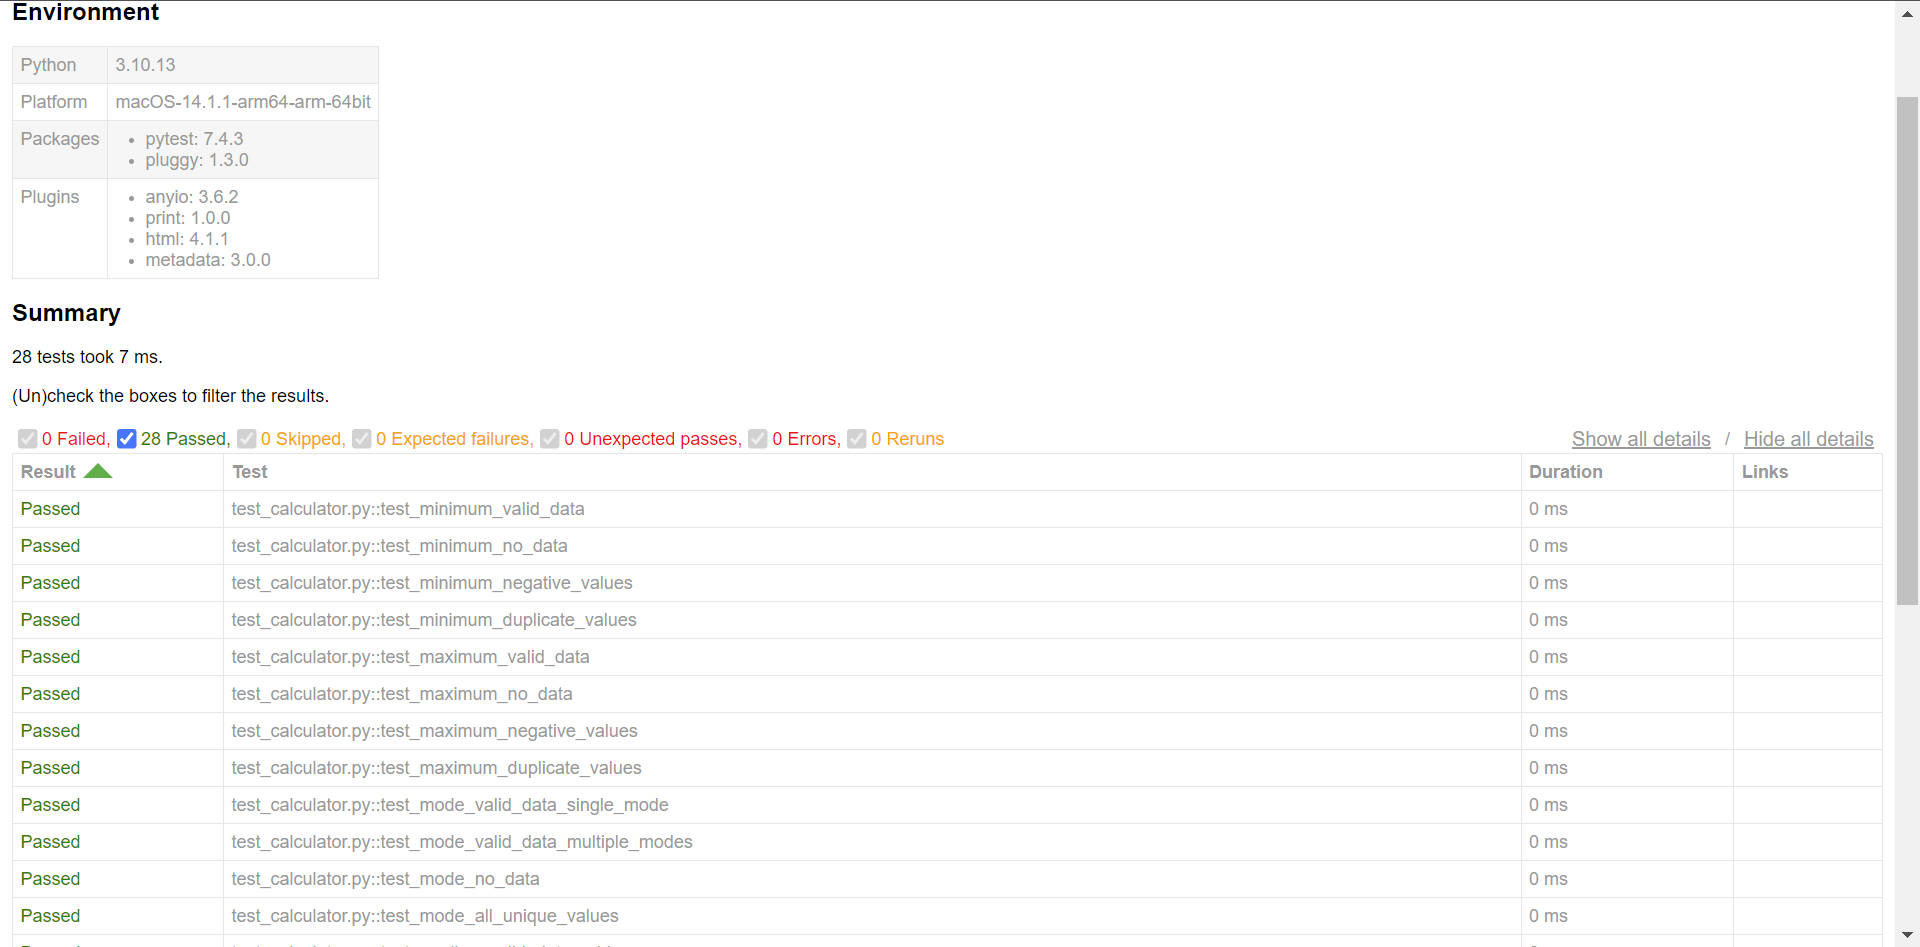 Environment
Python 3.10.13
Platform macOS-14.1.1-arm64-arm-64bit
Packages
pytest: 7.4.3
pluggy: 1.3.0
Plugins
anyio: 3.6.2
print: 1.0.0
html: 4.1.1
metadata: 3.0.0
Summary
28 tests took 7 ms.
(Un)check the boxes to filter the results.
0 Failed, 28 Passed, 0 Skipped, 0 Expected failures, 0 Unexpected passes, 0 Errors, 0 Reruns Show all details / Hide all details
Result Test Duration Links
Passed test_calculator.py::test_minimum_valid_data 0 ms
Passed test_calculator.py::test_minimum_no_data 0 ms
Passed test_calculator.py::test_minimum_negative_values 0 ms
Passed test_calculator.py::test_minimum_duplicate_values 0 ms
Passed test_calculator.py::test_maximum_valid_data 0 ms
Passed test_calculator.py::test_maximum_no_data 0 ms
Passed test_calculator.py::test_maximum_negative_values 0 ms
Passed test_calculator.py::test_maximum_duplicate_values 0 ms
Passed test_calculator.py::test_mode_valid_data_single_mode 0 ms
Passed test_calculator.py::test_mode_valid_data_multiple_modes 0 ms
Passed test_calculator.py::test_mode_no_data 0 ms
Passed test_calculator.py::test_mode_all_unique_values 0 ms